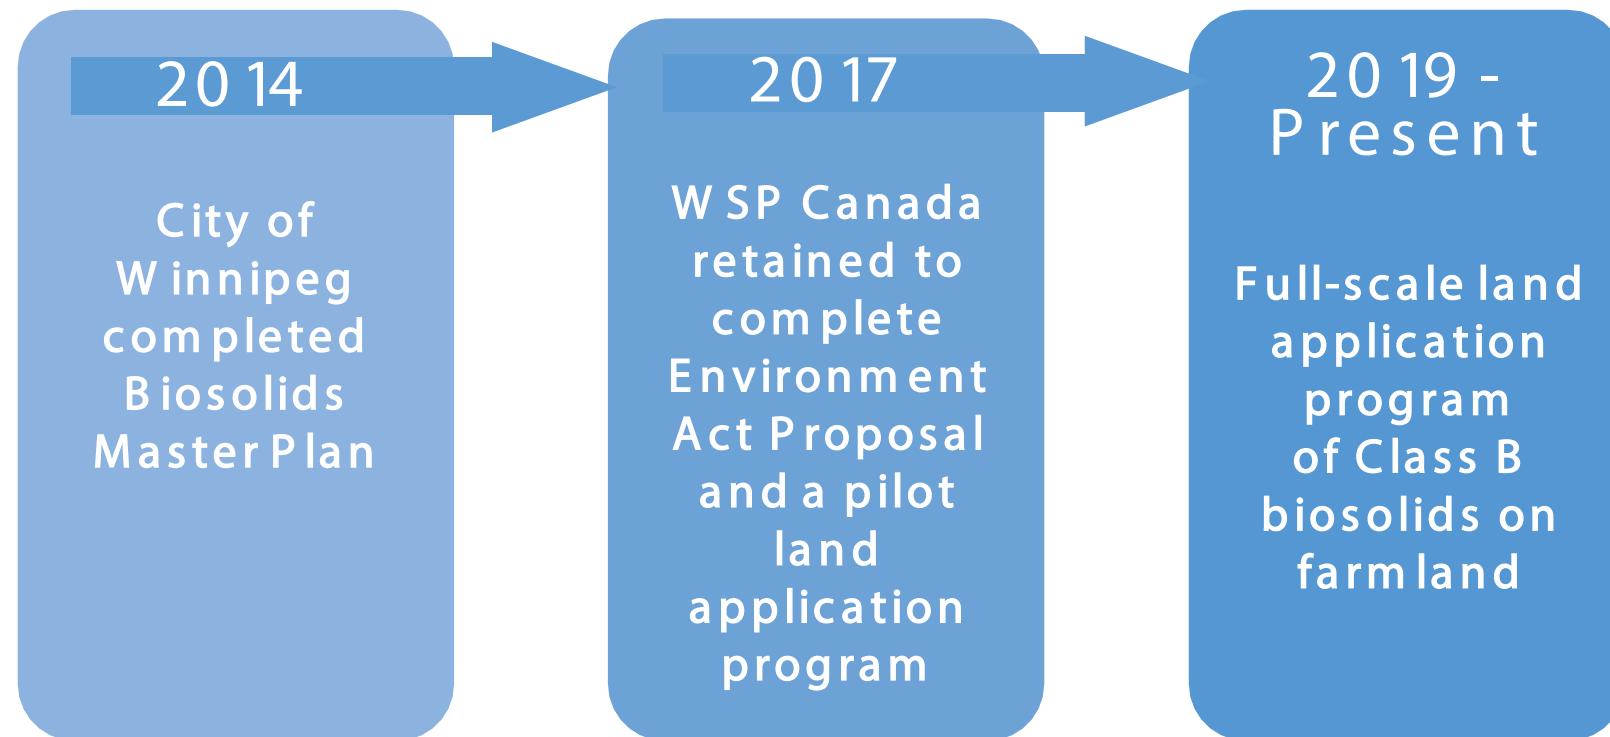 2014
City of
Winnipeg
completed
Biosolids
Master Plan
2017
WSP Canada
retained to
complete
Environment
Act Proposal
and a pilot
land
application
program
2019 -
Present
Full-scale land
application
program
of Class B
biosolids on
farmland